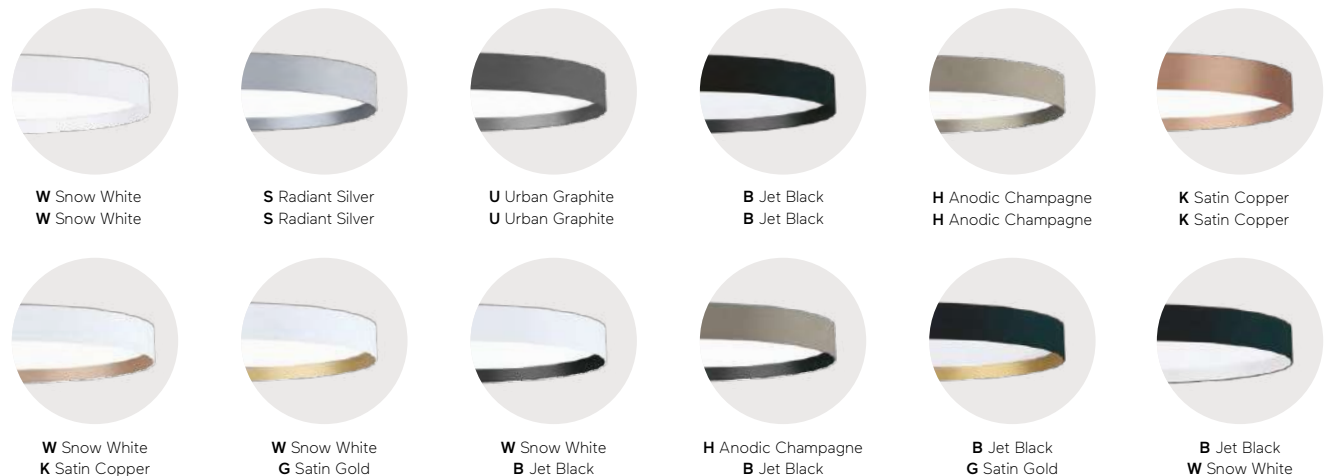 W Snow White
W Snow White
S Radiant Silver
S Radiant Silver
U Urban Graphite
U Urban Graphite
B Jet Black
B Jet Black
H Anodic Champagne
H Anodic Champagne
K Satin Copper
K Satin Copper
W Snow White
K Satin Copper
W Snow White
G Satin Gold
W Snow White
B Jet Black
H Anodic Champagne
B Jet Black
B Jet Black
G Satin Gold
B Jet Black
W Snow White